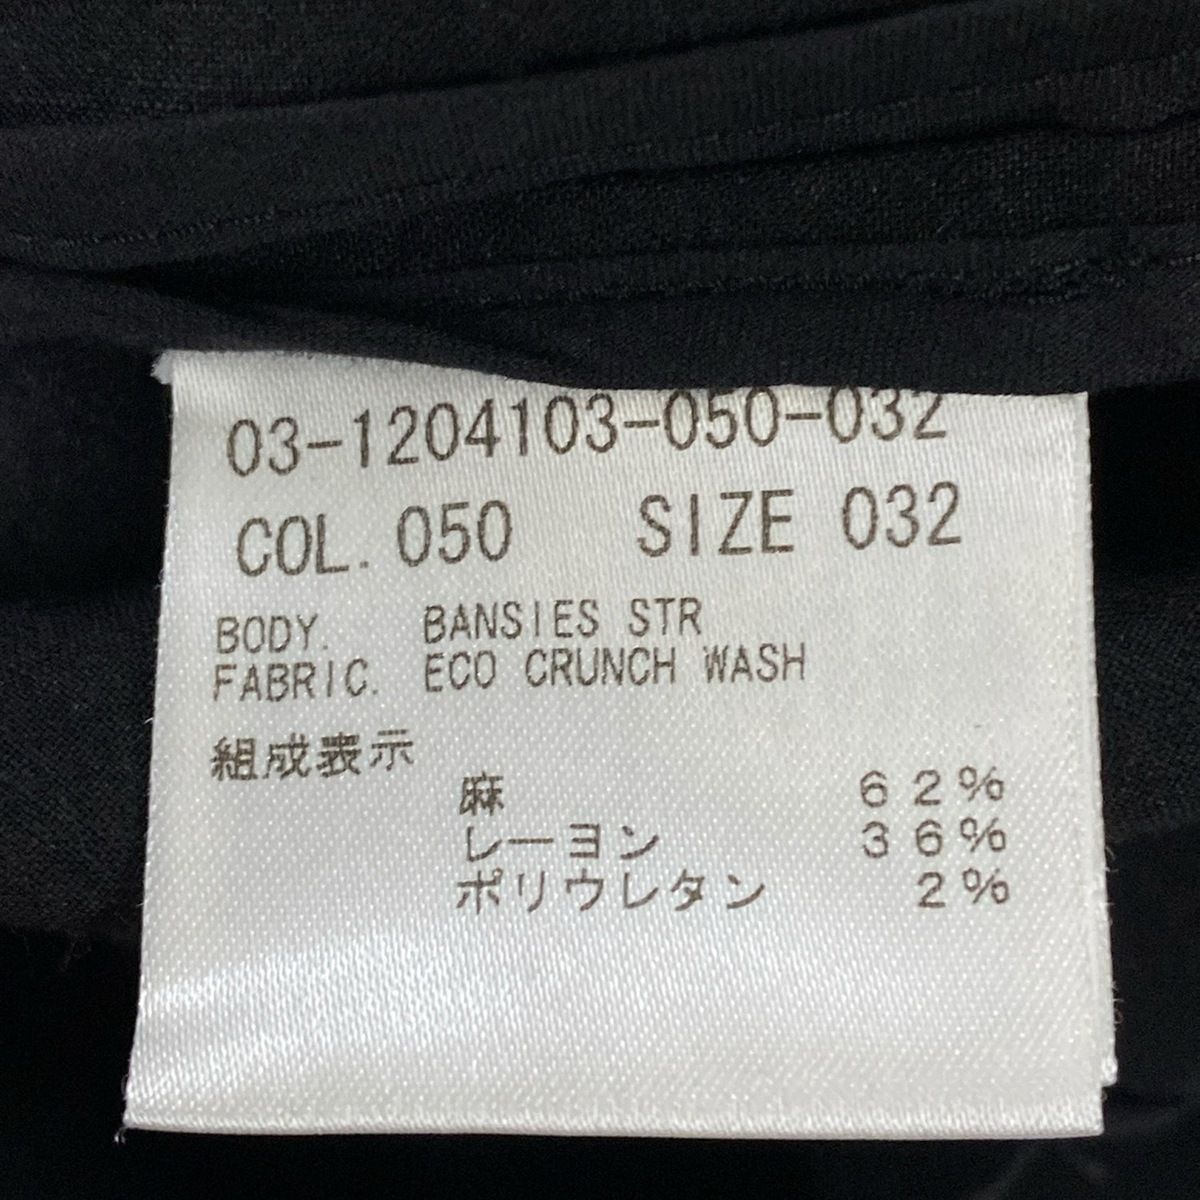 03-1204103-050-032
COL. 050 SIZE 032
BODY. BANSIES STR
FABRIC. ECO CRUNCH WASH
組成表示
麻 62%
レーヨン 36%
ポリウレタン 2%